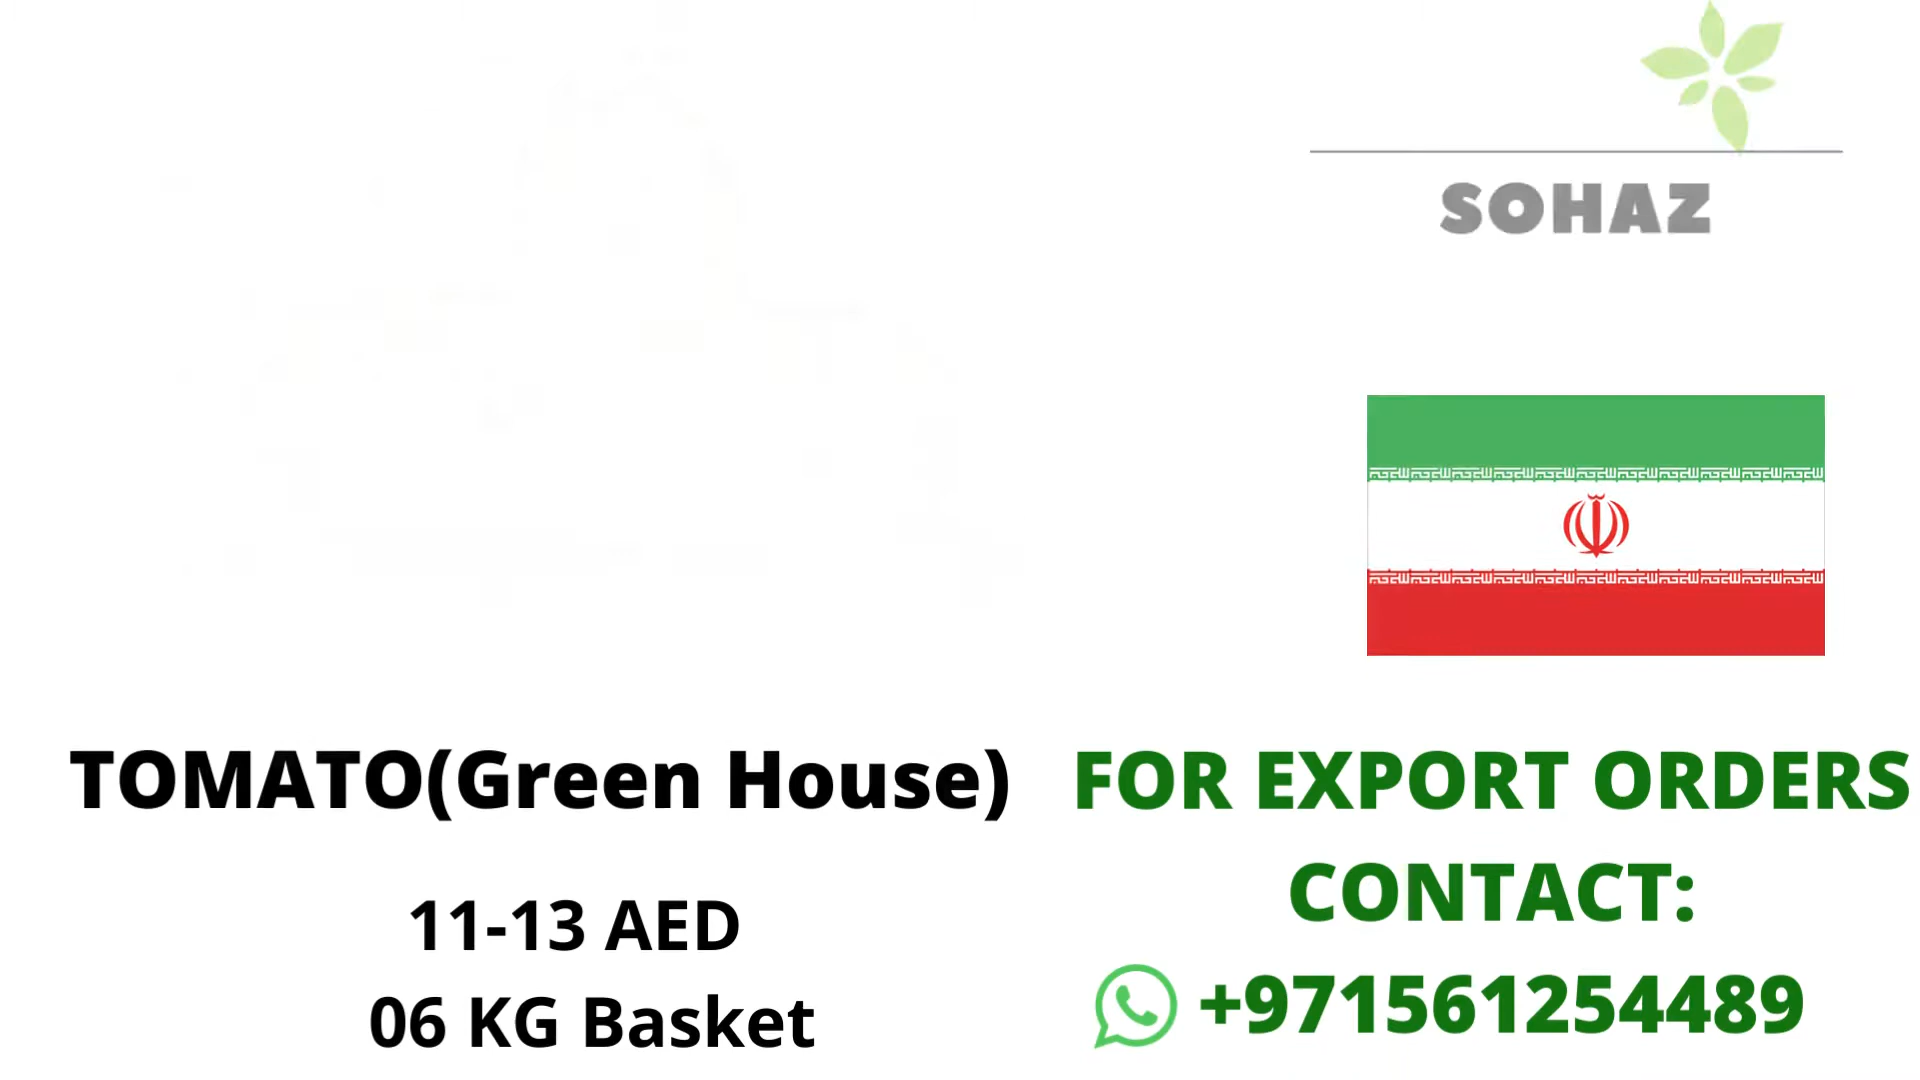 SOHAZ
TOMATO(Green House)
11-13 AED
06 KG Basket
FOR EXPORT ORDERS
CONTACT:
+971561254489